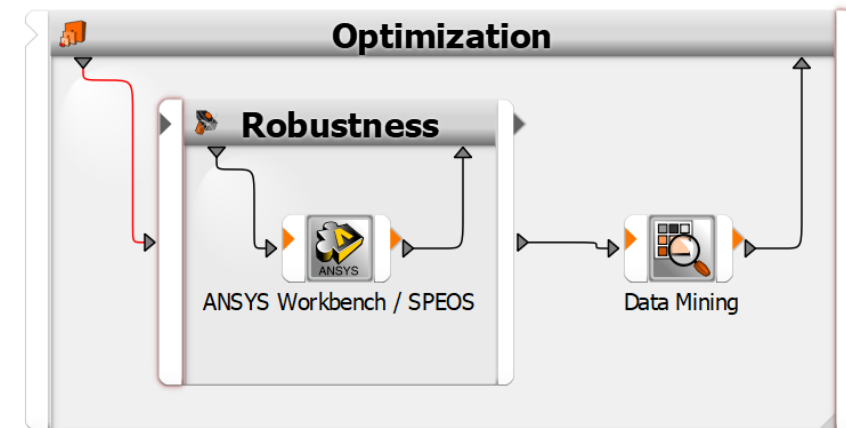 Optimization
Robustness
ANSYS
ANSYS Workbench / SPEOS
Data Mining